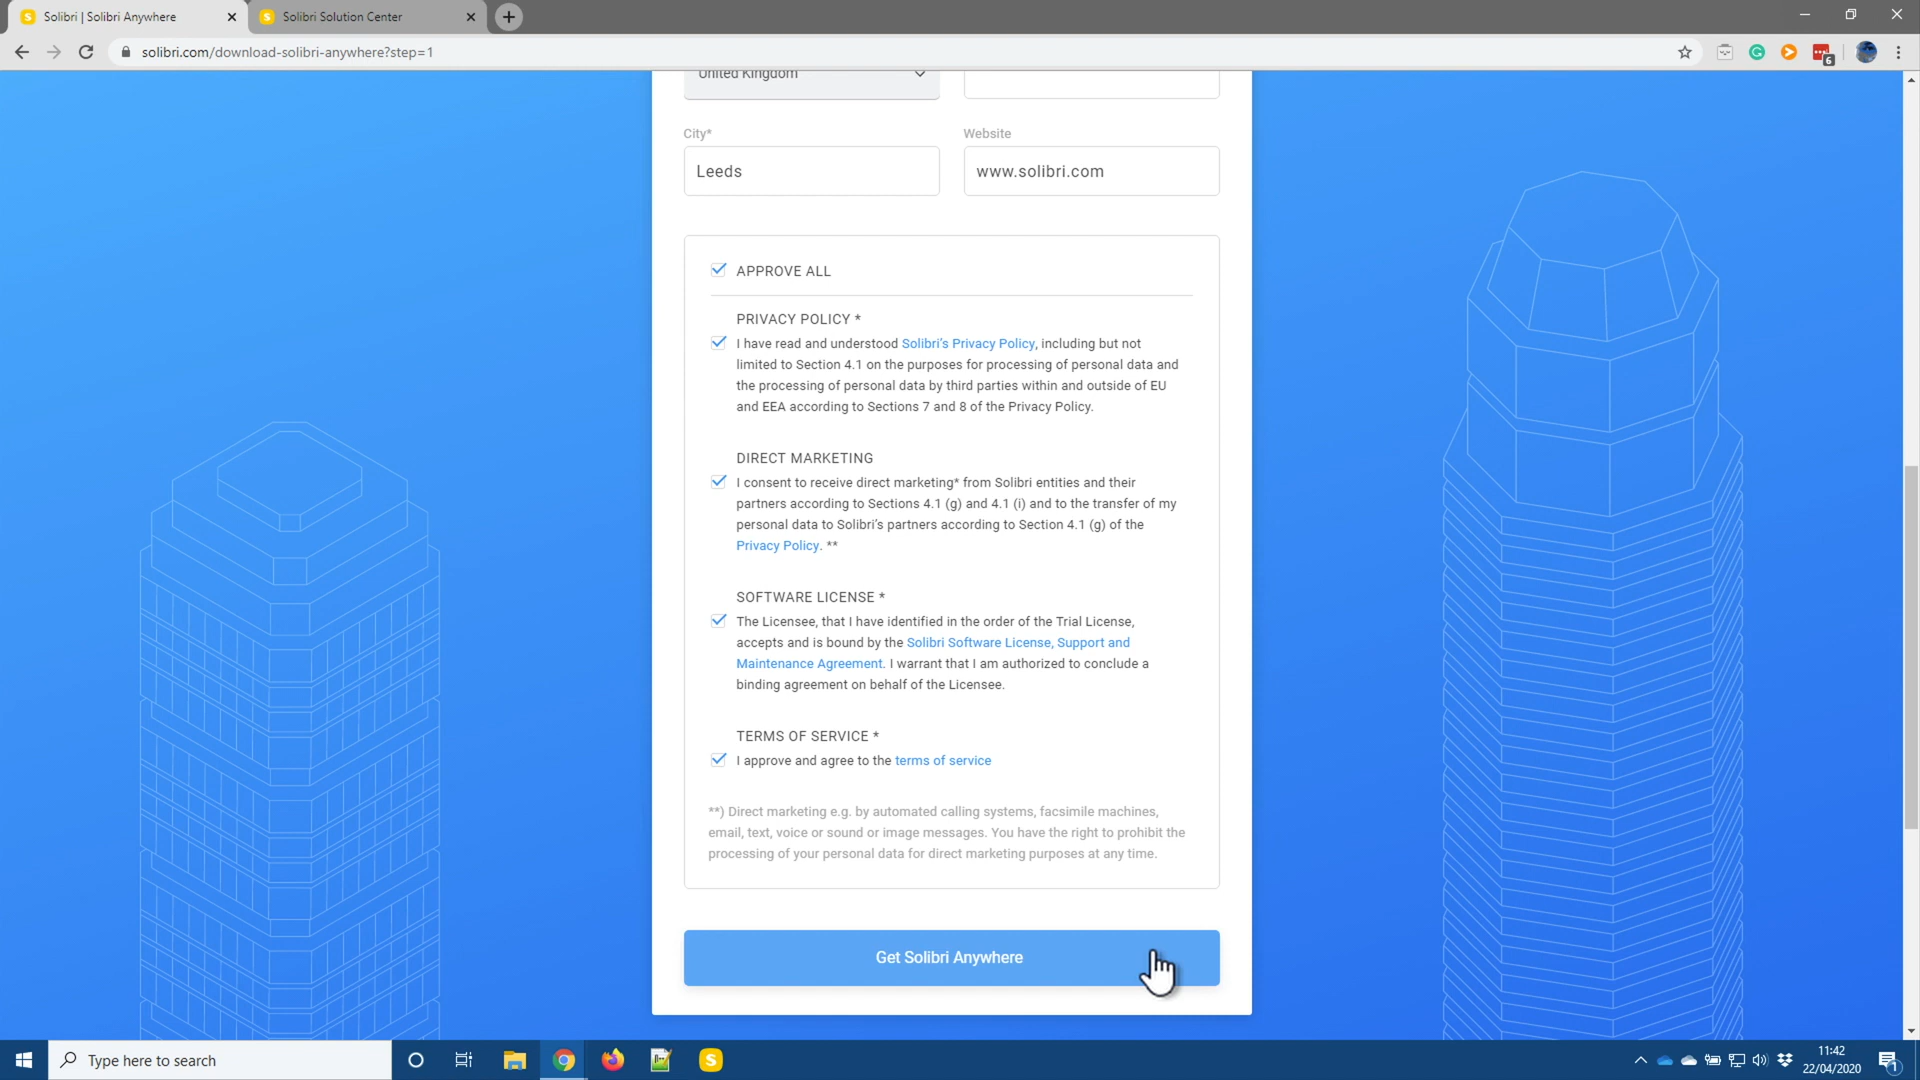 Solibri | Solibri Anywhere
Solibri Solution Center
solibri.com/download-solibri-anywhere?step=1
6
United Kingdom
City*
Website
Leeds
www.solibri.com
APPROVE ALL
PRIVACY POLICY *
I have read and understood Solibri's Privacy Policy, including but not
limited to Section 4.1 on the purposes for processing of personal data and
the processing of personal data by third parties within and outside of EU
and EEA according to Sections 7 and 8 of the Privacy Policy.
DIRECT MARKETING
I consent to receive direct marketing* from Solibri entities and their
partners according to Sections 4.1 (g) and 4.1 (i) and to the transfer of my
personal data to Solibri's partners according to Section 4.1 (g) of the
Privacy Policy. **
SOFTWARE LICENSE *
The Licensee, that I have identified in the order of the Trial License,
accepts and is bound by the Solibri Software License, Support and
Maintenance Agreement. I warrant that I am authorized to conclude a
binding agreement on behalf of the Licensee.
TERMS OF SERVICE *
I approve and agree to the terms of service
**) Direct marketing e.g. by automated calling systems, facsimile machines,
email, text, voice or sound or image messages. You have the right to prohibit the
processing of your personal data for direct marketing purposes at any time.
Get Solibri Anywhere
Type here to search
11:42
22/04/2020
1